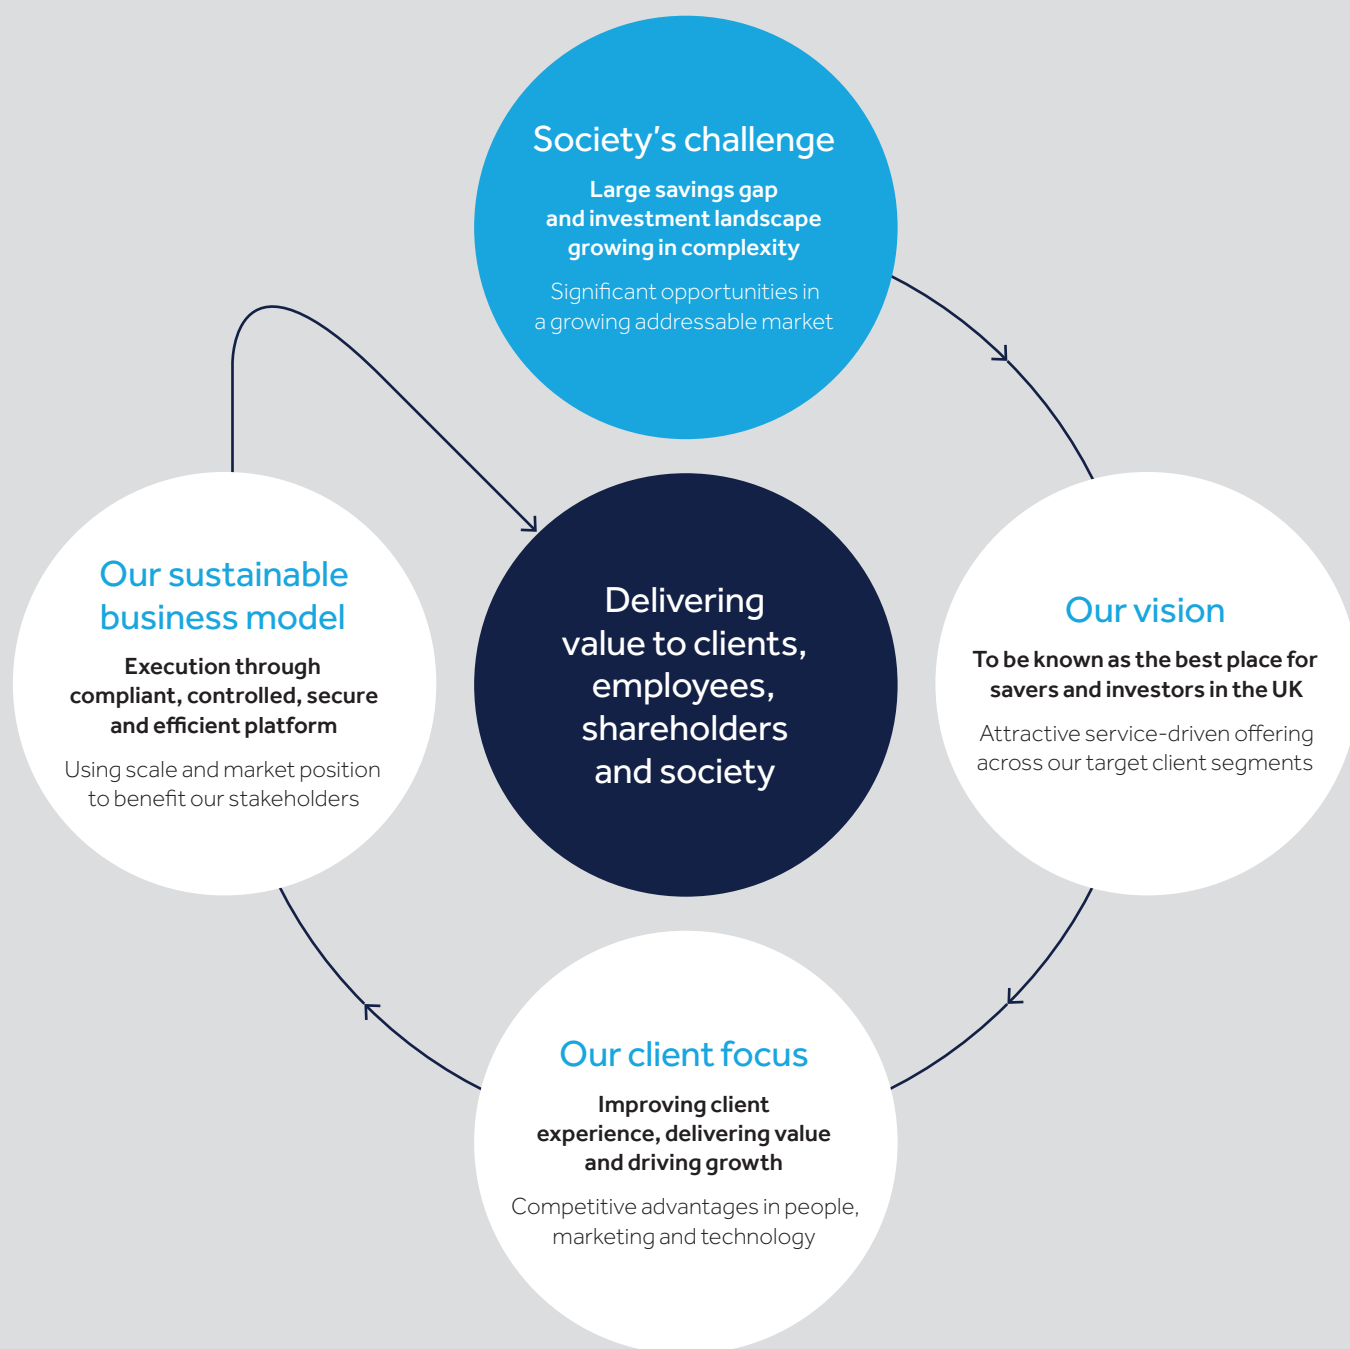 Society's challenge
Large savings gap
and investment landscape
growing in complexity
Significant opportunities in
a growing addressable market
Our sustainable
business model
Execution through
compliant, controlled, secure
and efficient platform
Using scale and market position
to benefit our stakeholders
Delivering
value to clients,
employees,
shareholders
and society
Our vision
To be known as the best place for
savers and investors in the UK
Attractive service-driven offering
across our target client segments
Our client focus
Improving client
experience, delivering value
and driving growth
Competitive advantages in people,
marketing and technology